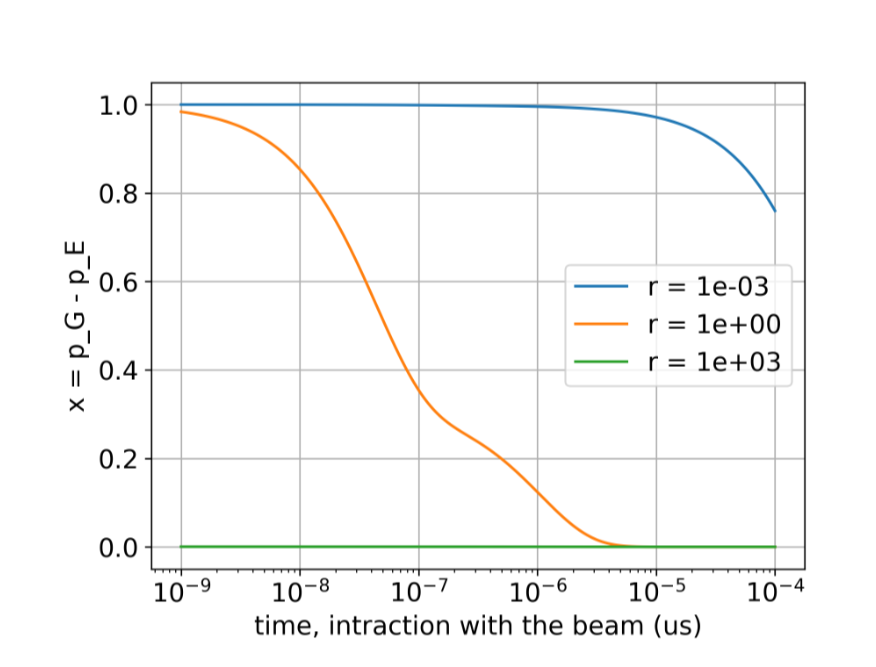 1.0
0.8
0.6
0.4
0.2
0.0
x = p_G - p_E
r = 1e-03
r = 1e+00
r = 1e+03
10⁻⁹ 10⁻⁸ 10⁻⁷ 10⁻⁶ 10⁻⁵ 10⁻⁴
time, intraction with the beam (us)